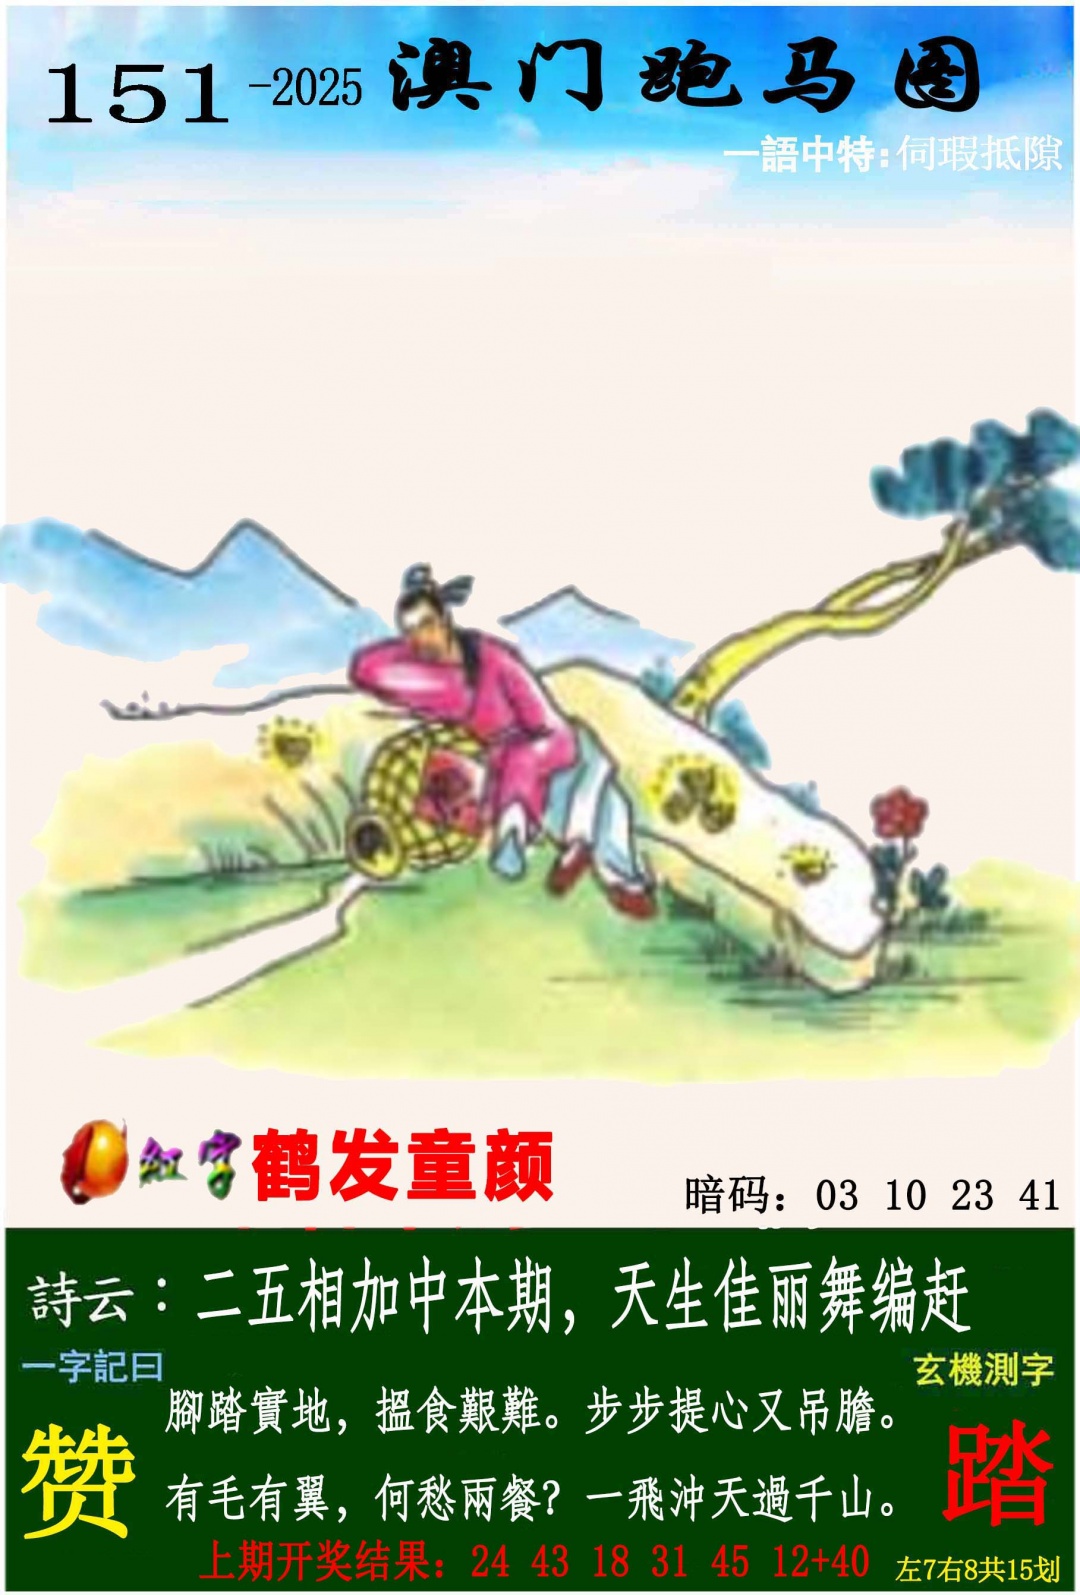 151-2025 澳门跑马图
一語中特:伺瑕抵隙
红字 鹤发童颜
暗码：03 10 23 41
詩云：二五相加中本期，天生佳丽舞编赶
一字記曰
玄機測字
腳踏實地，搵食艱難。步步提心又吊膽。
赞
踏
有毛有翼，何愁兩餐？一飛沖天過千山。
上期开奖结果：24 43 18 31 45 12+40
左7右8共15划